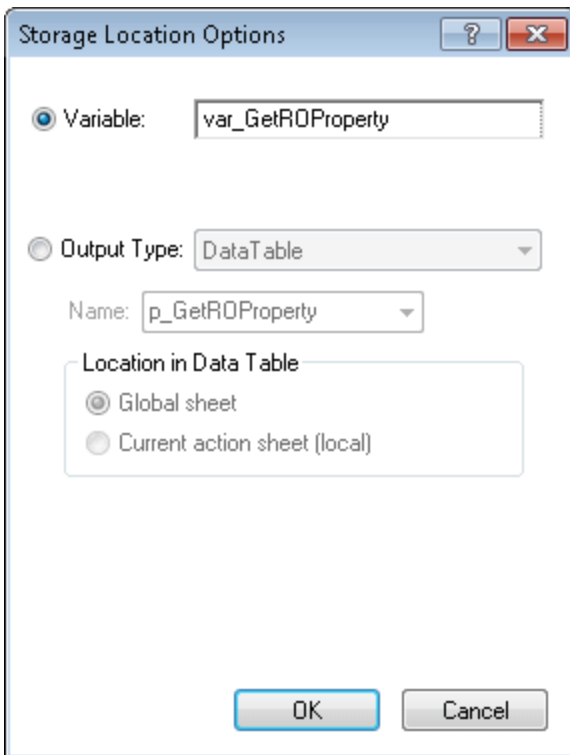 Storage Location Options
?
Variable: var_GetROProperty
Output Type: DataTable
Name: p_GetROProperty
Location in Data Table
Global sheet
Current action sheet (local)
OK Cancel